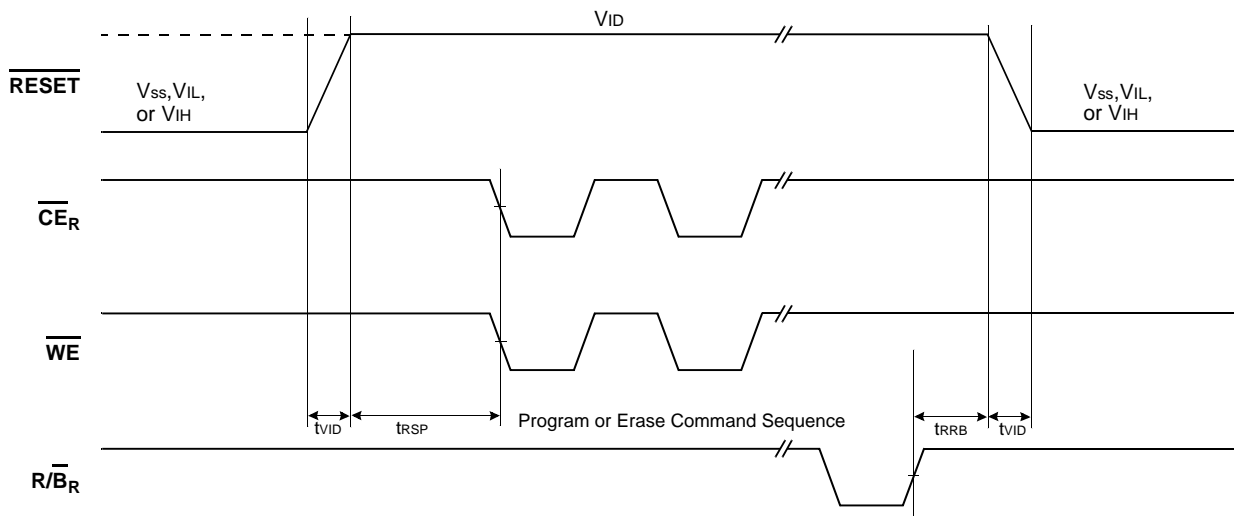 VID
RESET
Vss,VIL,
or VIH
Vss,VIL,
or VIH
CER
WE
tVID
tRSP
Program or Erase Command Sequence
tRRB
tVID
R/BR